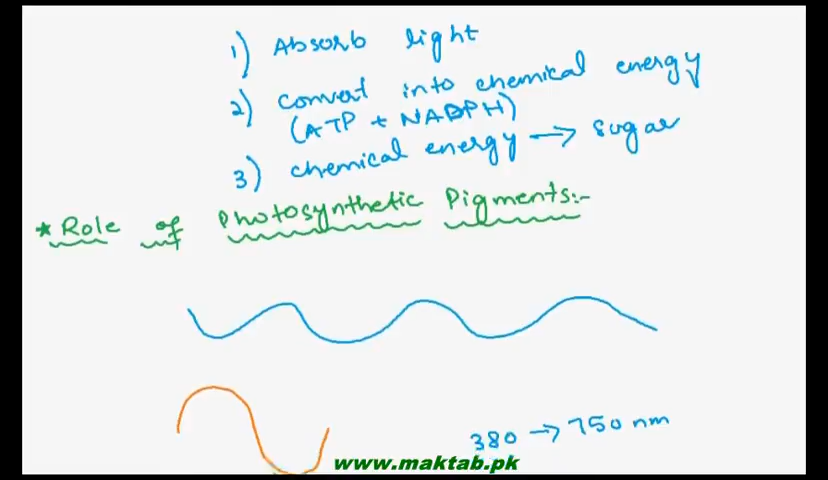 1) Absorb light
2) Convert into chemical energy
(ATP + NADPH)
3) chemical energy → sugar
* Role of Photosynthetic Pigments:-
380 → 750 nm
www.maktab.pk